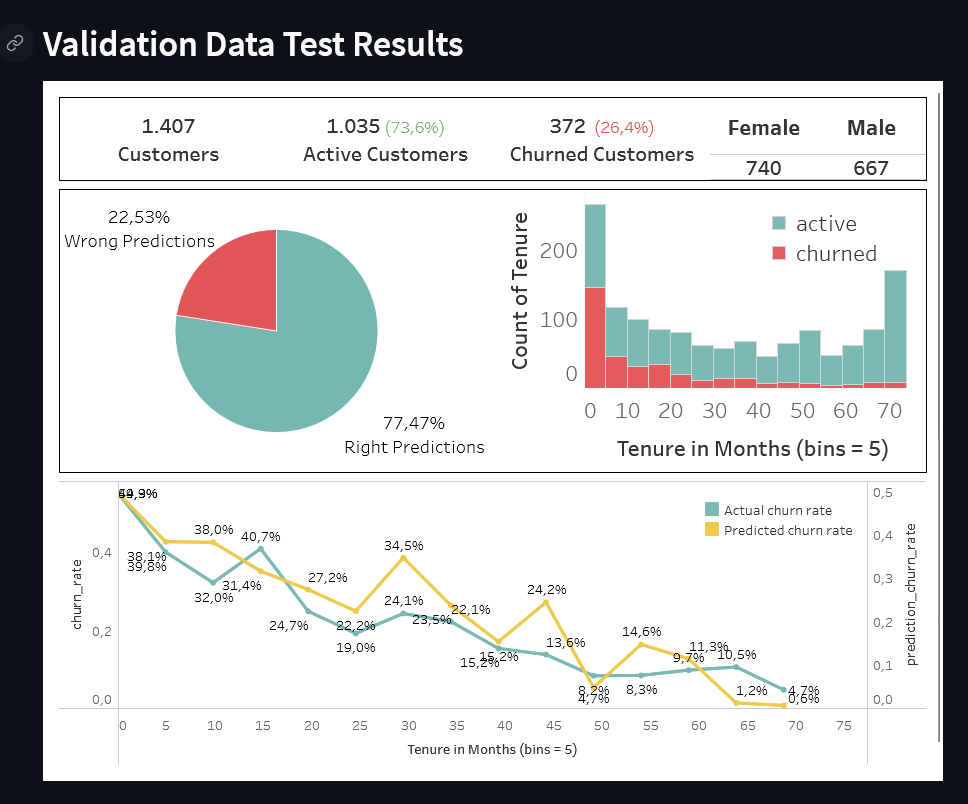 Validation Data Test Results
1.407
Customers
1.035 (73,6%)
Active Customers
372 (26,4%)
Churned Customers
Female Male
740 667
22,53%
Wrong Predictions
77,47%
Right Predictions
Count of Tenure
200
100
0
active
churned
0 10 20 30 40 50 60 70
Tenure in Months (bins = 5)
churn_rate
0,4
0,2
0,0
38,1%
39,8%
38,0%
32,0%
40,7%
31,4%
27,2%
24,7%
22,2%
19,0%
34,5%
24,1%
22,1%
23,5%
15,2%
15,2%
24,2%
13,6%
8,2%
4,7%
14,6%
8,3%
11,3%
9,7%
10,5%
1,2%
4,7%
0,6%
Actual churn rate
Predicted churn rate
0,5
0,4
0,3
0,2
0,1
0,0
prediction_churn_rate
0 5 10 15 20 25 30 35 40 45 50 55 60 65 70 75
Tenure in Months (bins = 5)